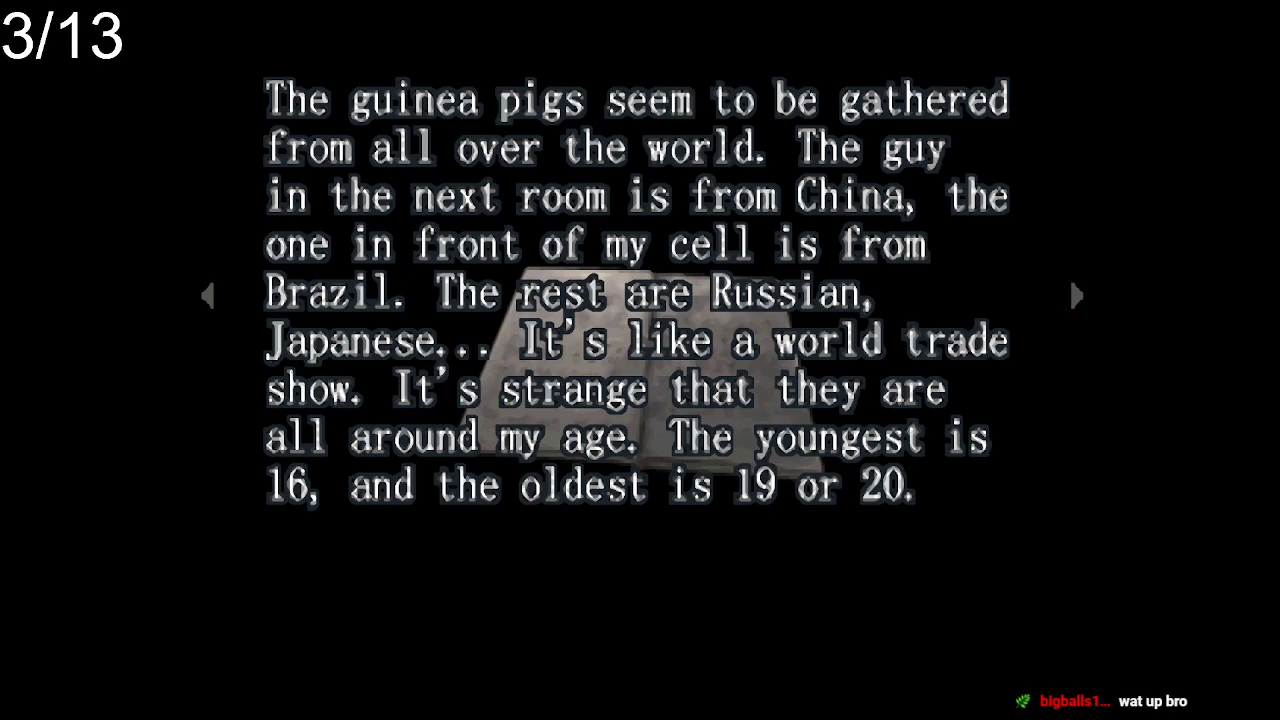 3/13
The guinea pigs seem to be gathered
from all over the world. The guy
in the next room is from China, the
one in front of my cell is from
Brazil. The rest are Russian,
Japanese... It's like a world trade
show. It's strange that they are
all around my age. The youngest is
16, and the oldest is 19 or 20.
bigballs1… wat up bro